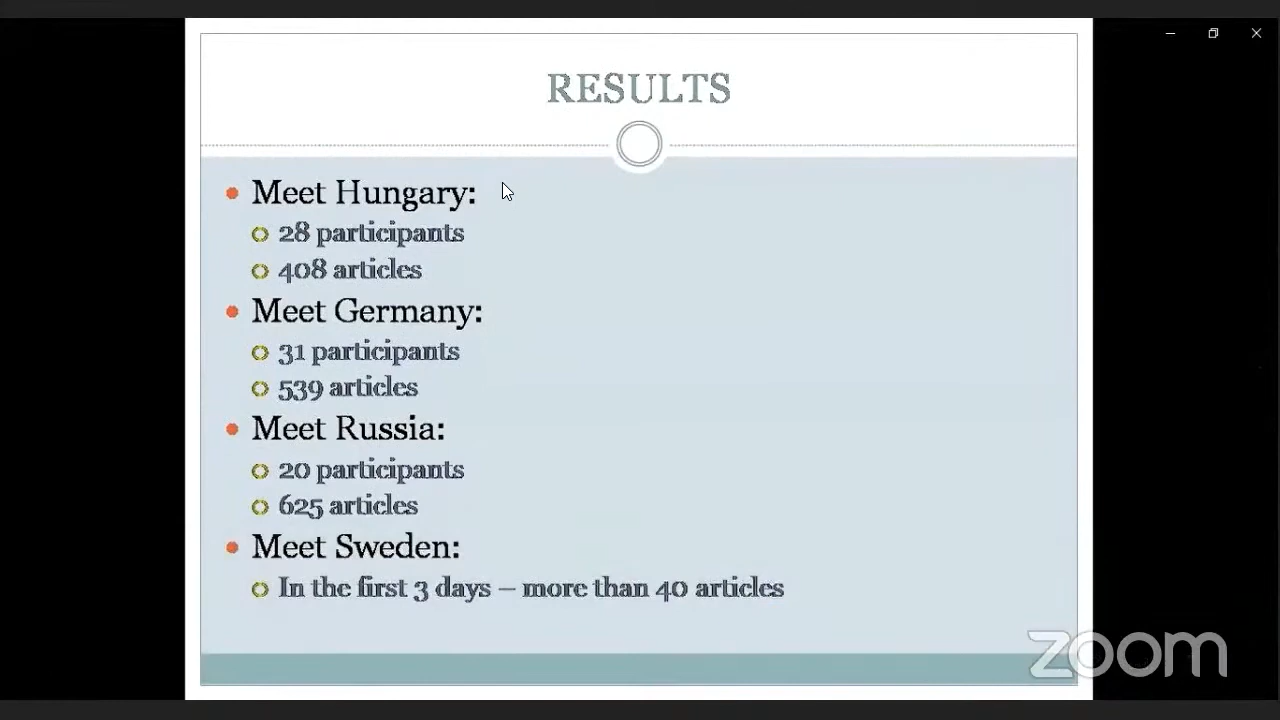 RESULTS
Meet Hungary:
28 participants
408 articles
Meet Germany:
31 participants
539 articles
Meet Russia:
20 participants
625 articles
Meet Sweden:
In the first 3 days – more than 40 articles
zoom